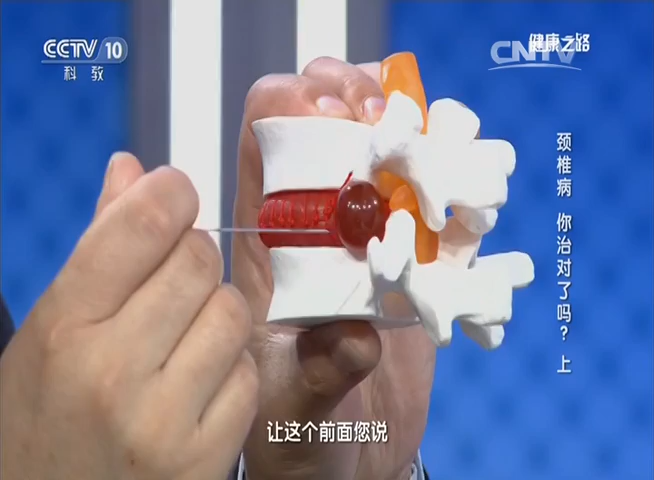 CCTV 10
科教
CNTV
健康之路
颈椎病 你治对了吗？ 上
让这个前面您说